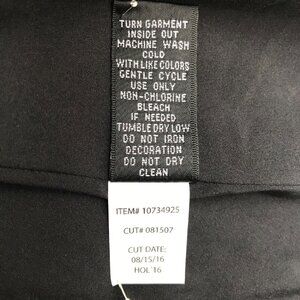 TURN GARMENT
INSIDE OUT
MACHINE WASH
COLD
WITH LIKE COLORS
GENTLE CYCLE
USE ONLY
NON-CHLORINE
BLEACH
IF NEEDED
TUMBLE DRY LOW
DO NOT IRON
DECORATION
DO NOT DRY
CLEAN
ITEM# 10734925
CUT# 081507
CUT DATE:
08/15/16
HOL '16